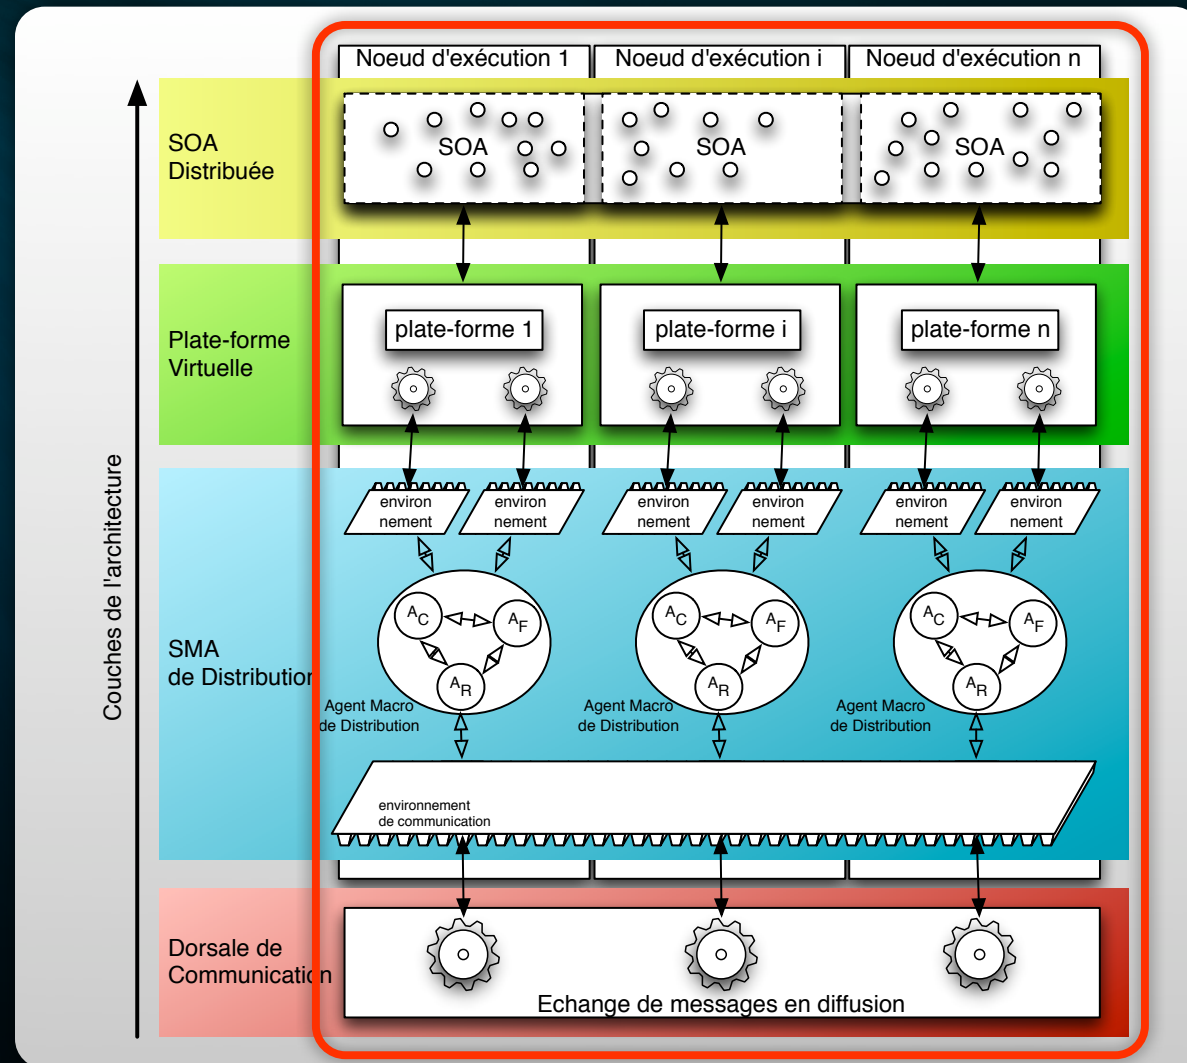 Noeud d'exécution 1
Noeud d'exécution i
Noeud d'exécution n
SOA
Distribuée
SOA
SOA
SOA
Plate-forme
Virtuelle
plate-forme 1
plate-forme i
plate-forme n
Couches de l'architecture
environ
nement
environ
nement
environ
nement
environ
nement
environ
nement
environ
nement
SMA
de Distribution
AC
AF
AR
AC
AF
AR
AC
AF
AR
Agent Macro
de Distribution
Agent Macro
de Distribution
Agent Macro
de Distribution
environnement
de communication
Dorsale de
Communication
Echange de messages en diffusion